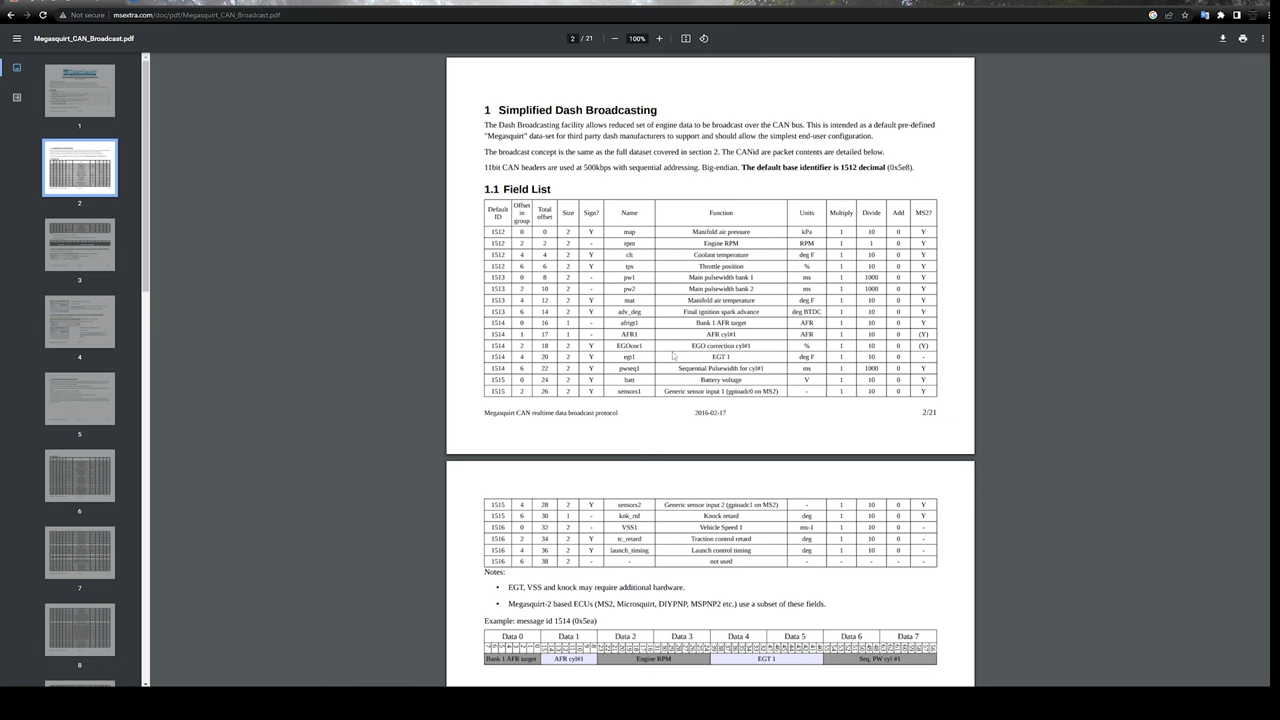 Not secure | msextra.com/doc/pdf/Megasquirt_CAN_Broadcast.pdf
Megasquirt_CAN_Broadcast.pdf 2 / 21 100%
1
2
3
4
5
6
7
8
1 Simplified Dash Broadcasting
The Dash Broadcasting facility allows reduced set of engine data to be broadcast over the CAN bus. This is intended as a default pre-defined
"Megasquirt" data-set for third party dash manufacturers to support and should allow the simplest end-user configuration.
The broadcast concept is the same as the full dataset covered in section 2. The CANid are packet contents are detailed below.
11bit CAN headers are used at 500kbps with sequential addressing. Big-endian. The default base identifier is 1512 decimal (0x5e8).
1.1 Field List
Default ID Offset in group Total offset Size Sign? Name Function Units Multiply Divide Add MS2?
1512 0 0 2 Y map Manifold air pressure kPa 1 10 0 Y
1512 2 2 2 - rpm Engine RPM RPM 1 1 0 Y
1512 4 4 2 Y clt Coolant temperature deg F 1 10 0 Y
1512 6 6 2 Y tps Throttle position % 1 10 0 Y
1513 0 8 2 - pw1 Main pulsewidth bank 1 ms 1 1000 0 Y
1513 2 10 2 - pw2 Main pulsewidth bank 2 ms 1 1000 0 Y
1513 4 12 2 Y mat Manifold air temperature deg F 1 10 0 Y
1513 6 14 2 Y adv_deg Final ignition spark advance deg BTDC 1 10 0 Y
1514 0 16 1 - afrtgt1 Bank 1 AFR target AFR 1 10 0 Y
1514 1 17 1 - AFR1 AFR cyl#1 AFR 1 10 0 (Y)
1514 2 18 2 Y EGOcor1 EGO correction cyl#1 % 1 10 0 (Y)
1514 4 20 2 Y egt1 EGT 1 deg F 1 10 0 -
1514 6 22 2 Y pwseq1 Sequential Pulsewidth for cyl#1 ms 1 1000 0 Y
1515 0 24 2 Y batt Battery voltage V 1 10 0 Y
1515 2 26 2 Y sensors1 Generic sensor input 1 (gpioadc0 on MS2) - 1 10 0 Y
Megasquirt CAN realtime data broadcast protocol 2016-02-17 2/21
1515 4 28 2 Y sensors2 Generic sensor input 2 (gpioadc1 on MS2) - 1 10 0 Y
1515 6 30 1 - knk_rtd Knock retard deg 1 10 0 Y
1516 0 32 2 - VSS1 Vehicle Speed 1 ms-1 1 10 0 -
1516 2 34 2 Y tc_retard Traction control retard deg 1 10 0 -
1516 4 36 2 Y launch_timing Launch control timing deg 1 10 0 -
1516 6 38 2 - - not used - - - - -
Notes:
• EGT, VSS and knock may require additional hardware.
• Megasquirt-2 based ECUs (MS2, Microsquirt, DIYPNP, MSPNP2 etc.) use a subset of these fields.
Example: message id 1514 (0x5ea)
Data 0 Data 1 Data 2 Data 3 Data 4 Data 5 Data 6 Data 7
Bank 1 AFR target AFR cyl#1 Engine RPM EGT 1 Seq. PW cyl #1